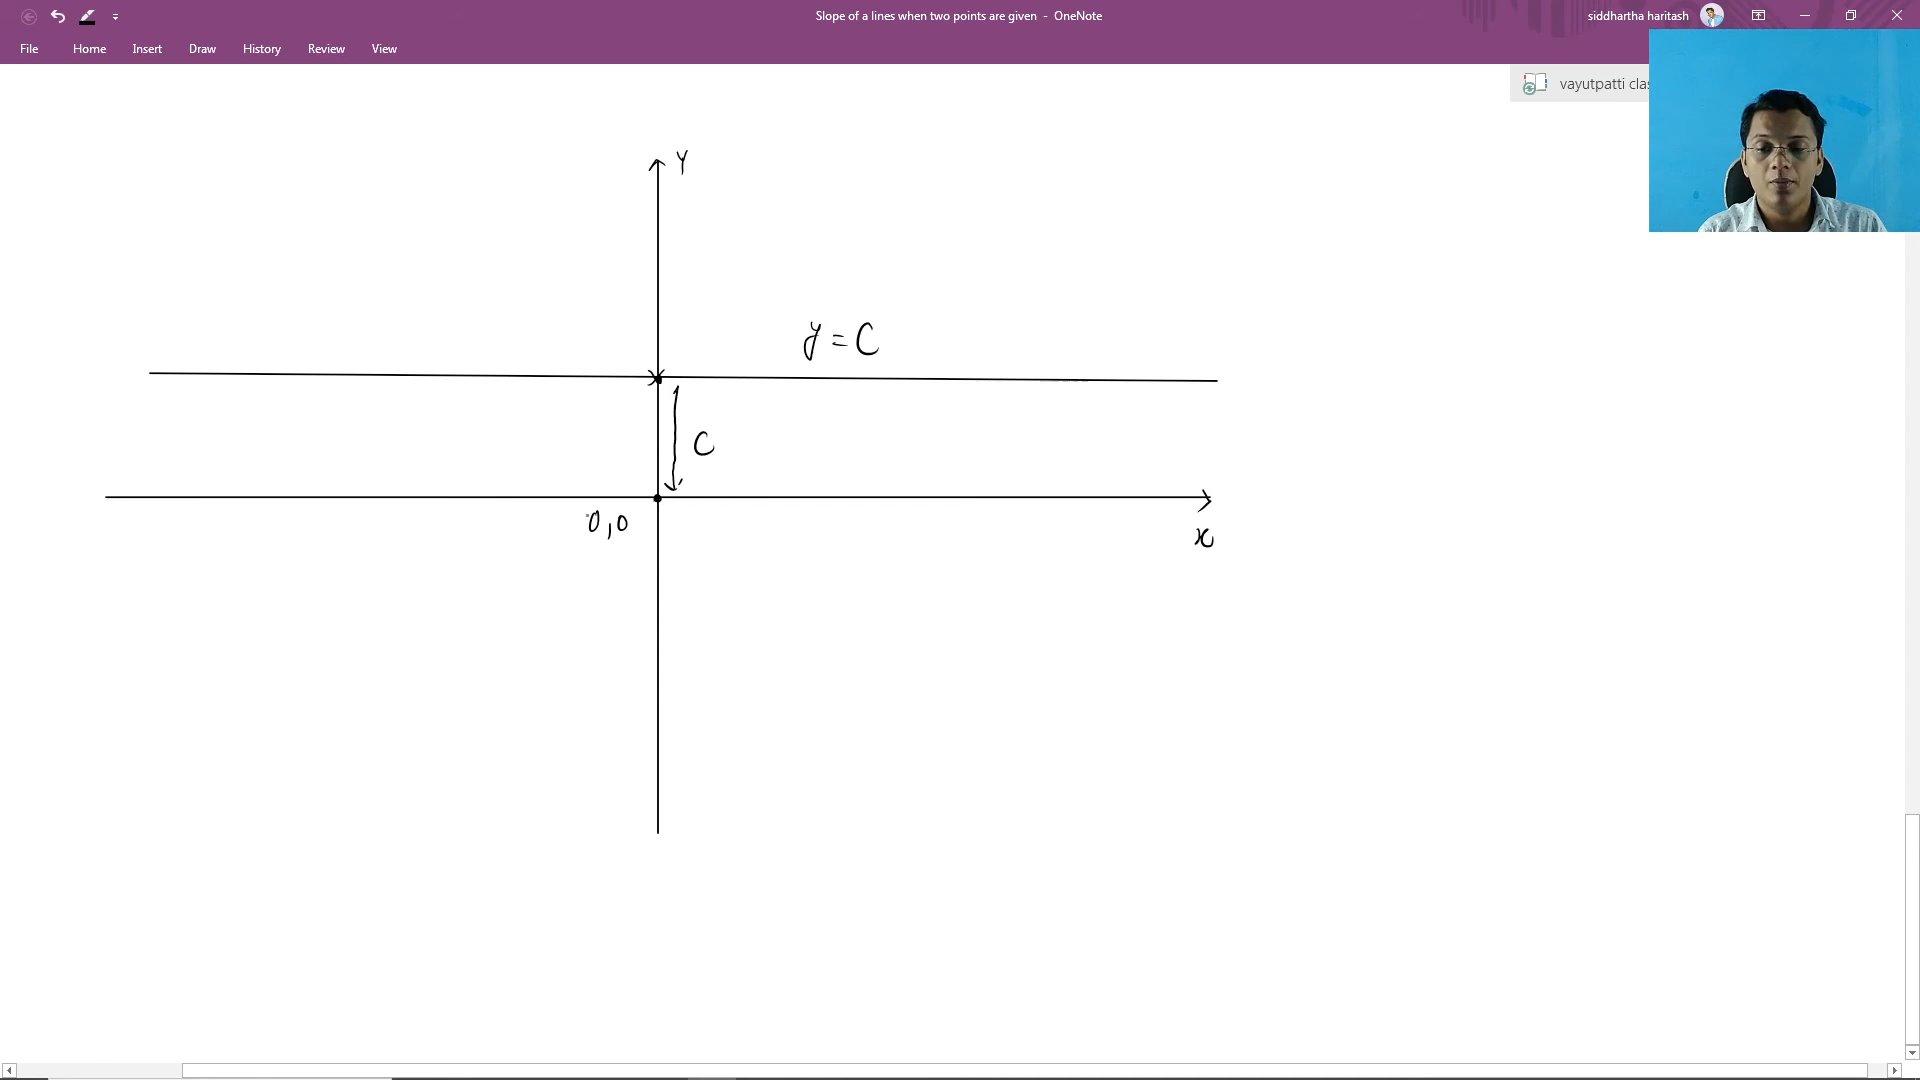 Slope of a lines when two points are given - OneNote
siddhartha haritash
File Home Insert Draw History Review View
vayutpatti clas
Y
y = C
C
0,0
x